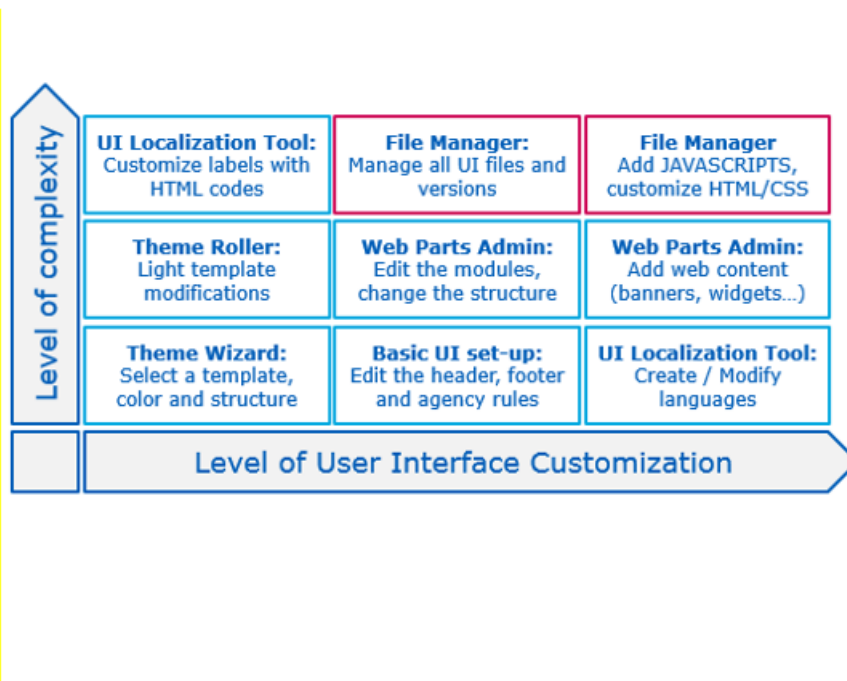 Level of complexity
UI Localization Tool:
Customize labels with
HTML codes
File Manager:
Manage all UI files and
versions
File Manager
Add JAVASCRIPTS,
customize HTML/CSS
Theme Roller:
Light template
modifications
Web Parts Admin:
Edit the modules,
change the structure
Web Parts Admin:
Add web content
(banners, widgets...)
Theme Wizard:
Select a template,
color and structure
Basic UI set-up:
Edit the header, footer
and agency rules
UI Localization Tool:
Create / Modify
languages
Level of User Interface Customization